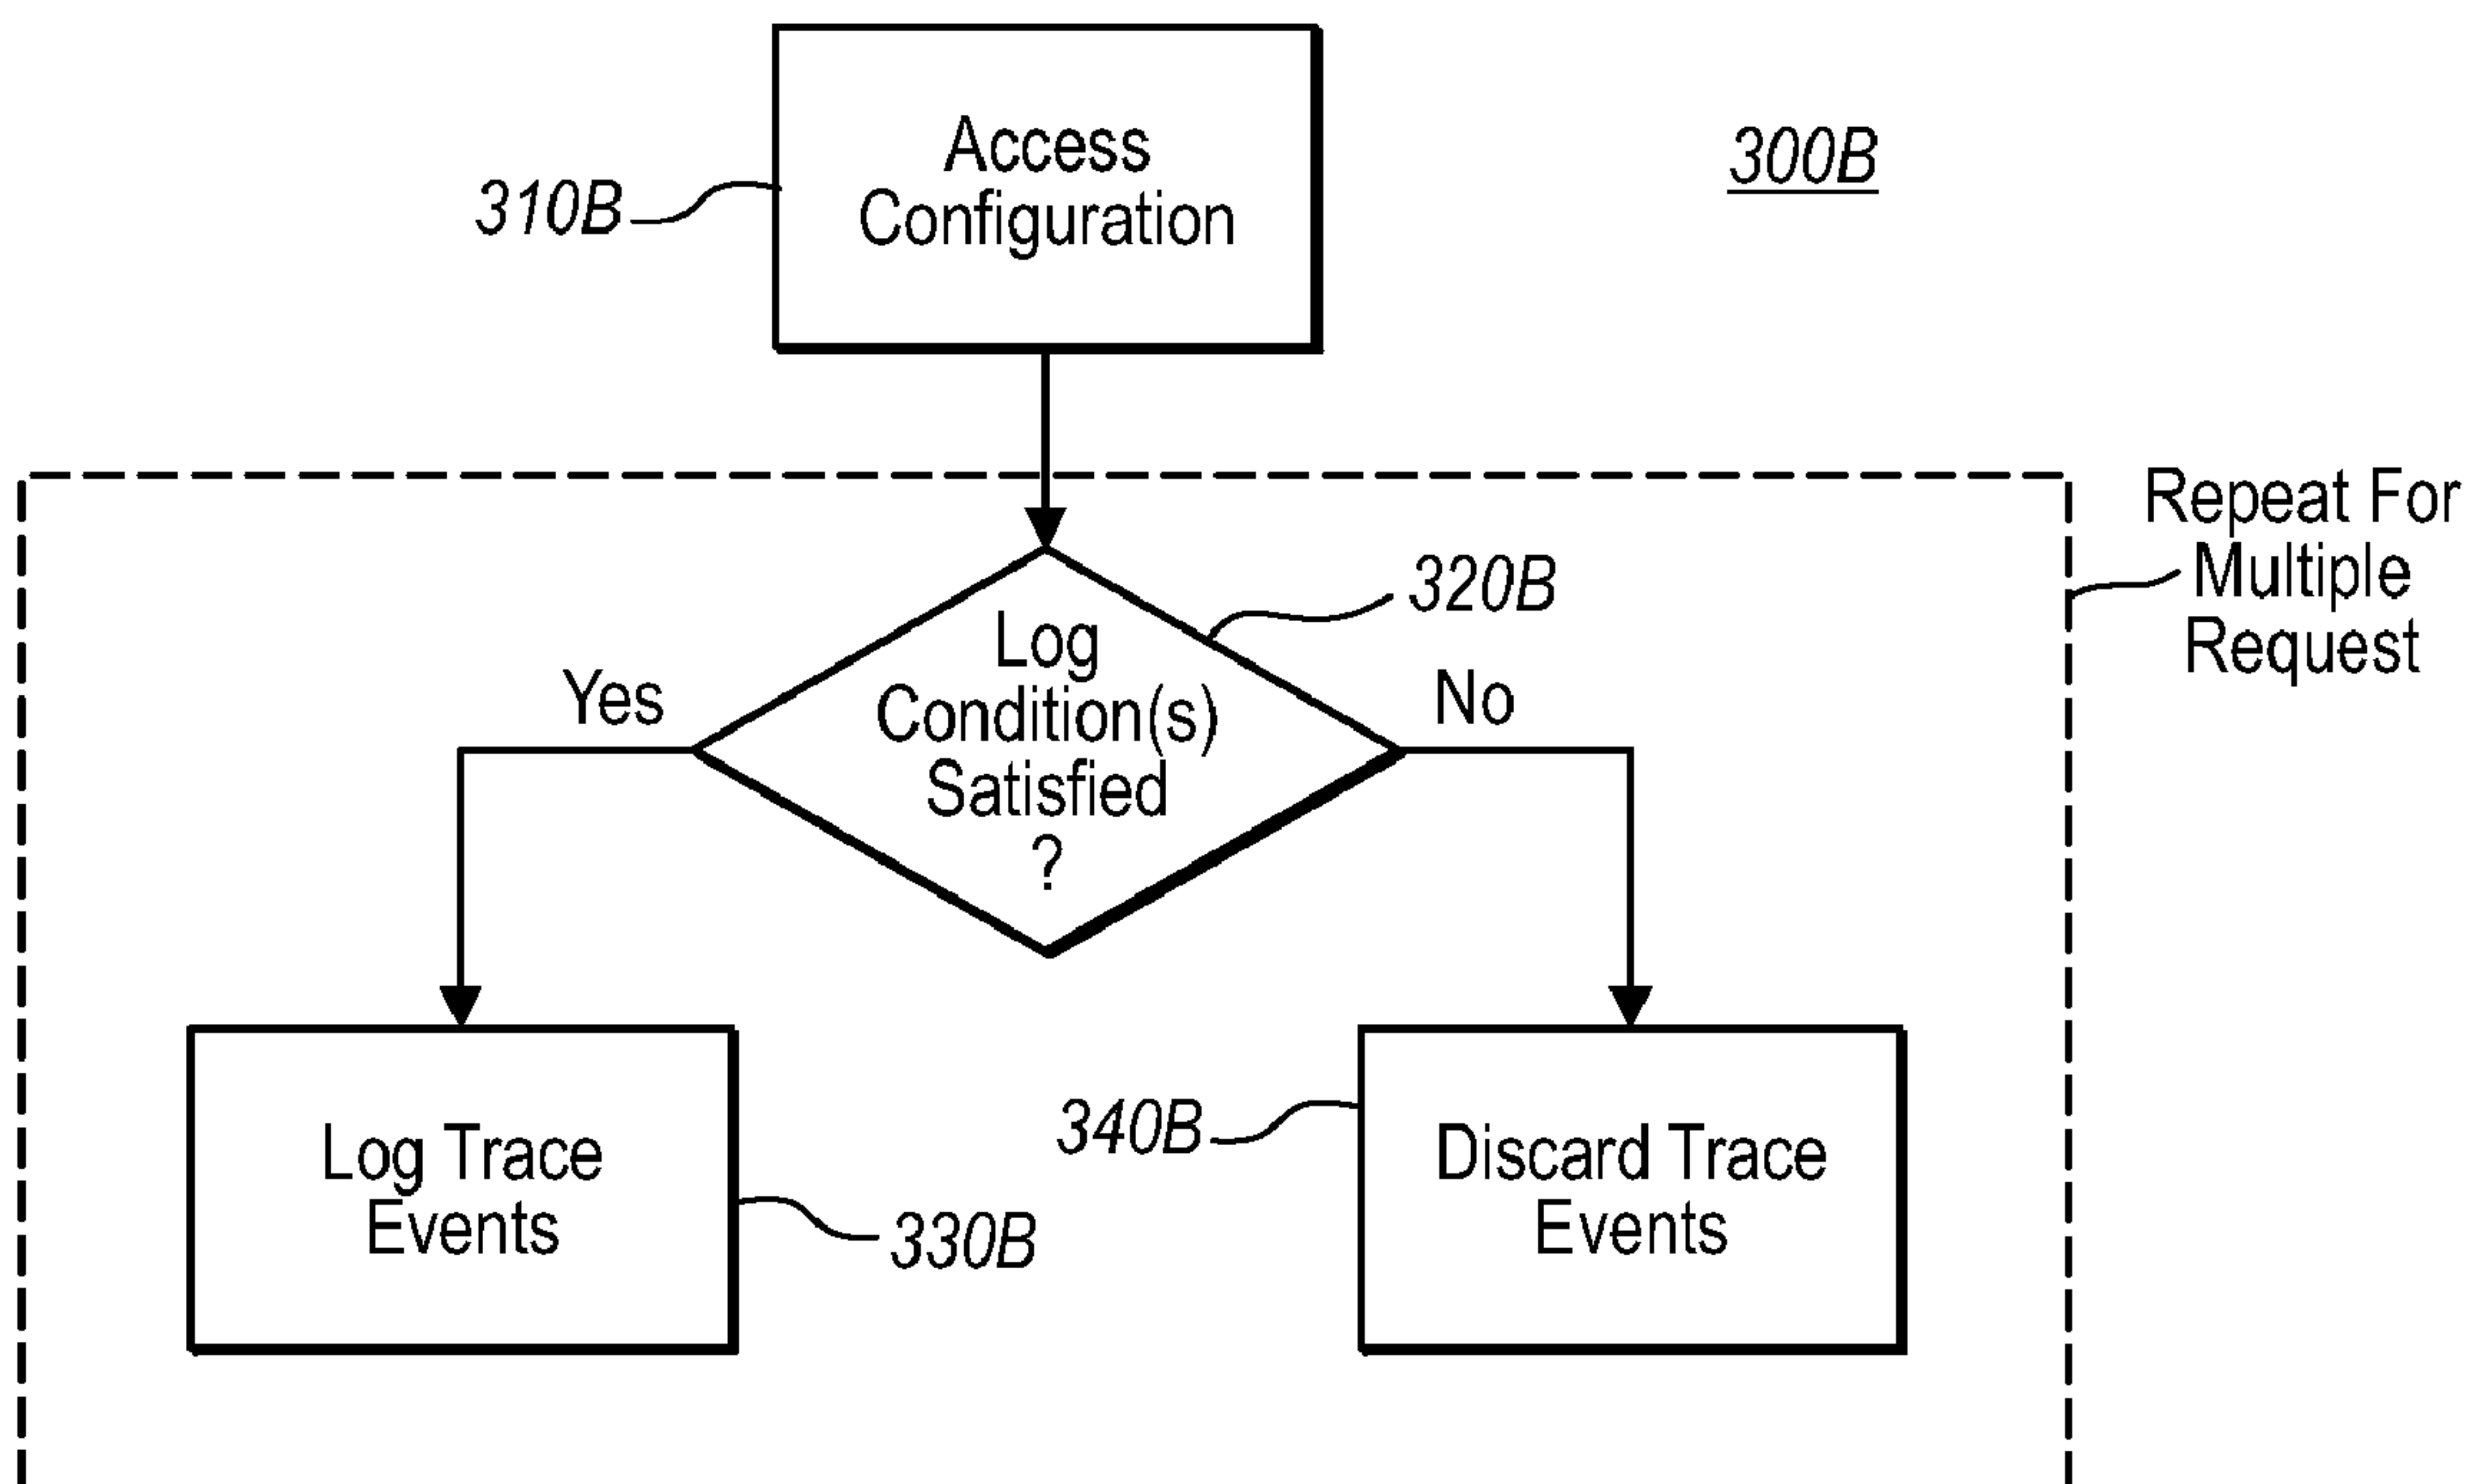 Access
Configuration
310B
300B
Repeat For
Multiple
Request
320B
Log
Condition(s)
Satisfied
?
Yes
No
Log Trace
Events
330B
340B
Discard Trace
Events